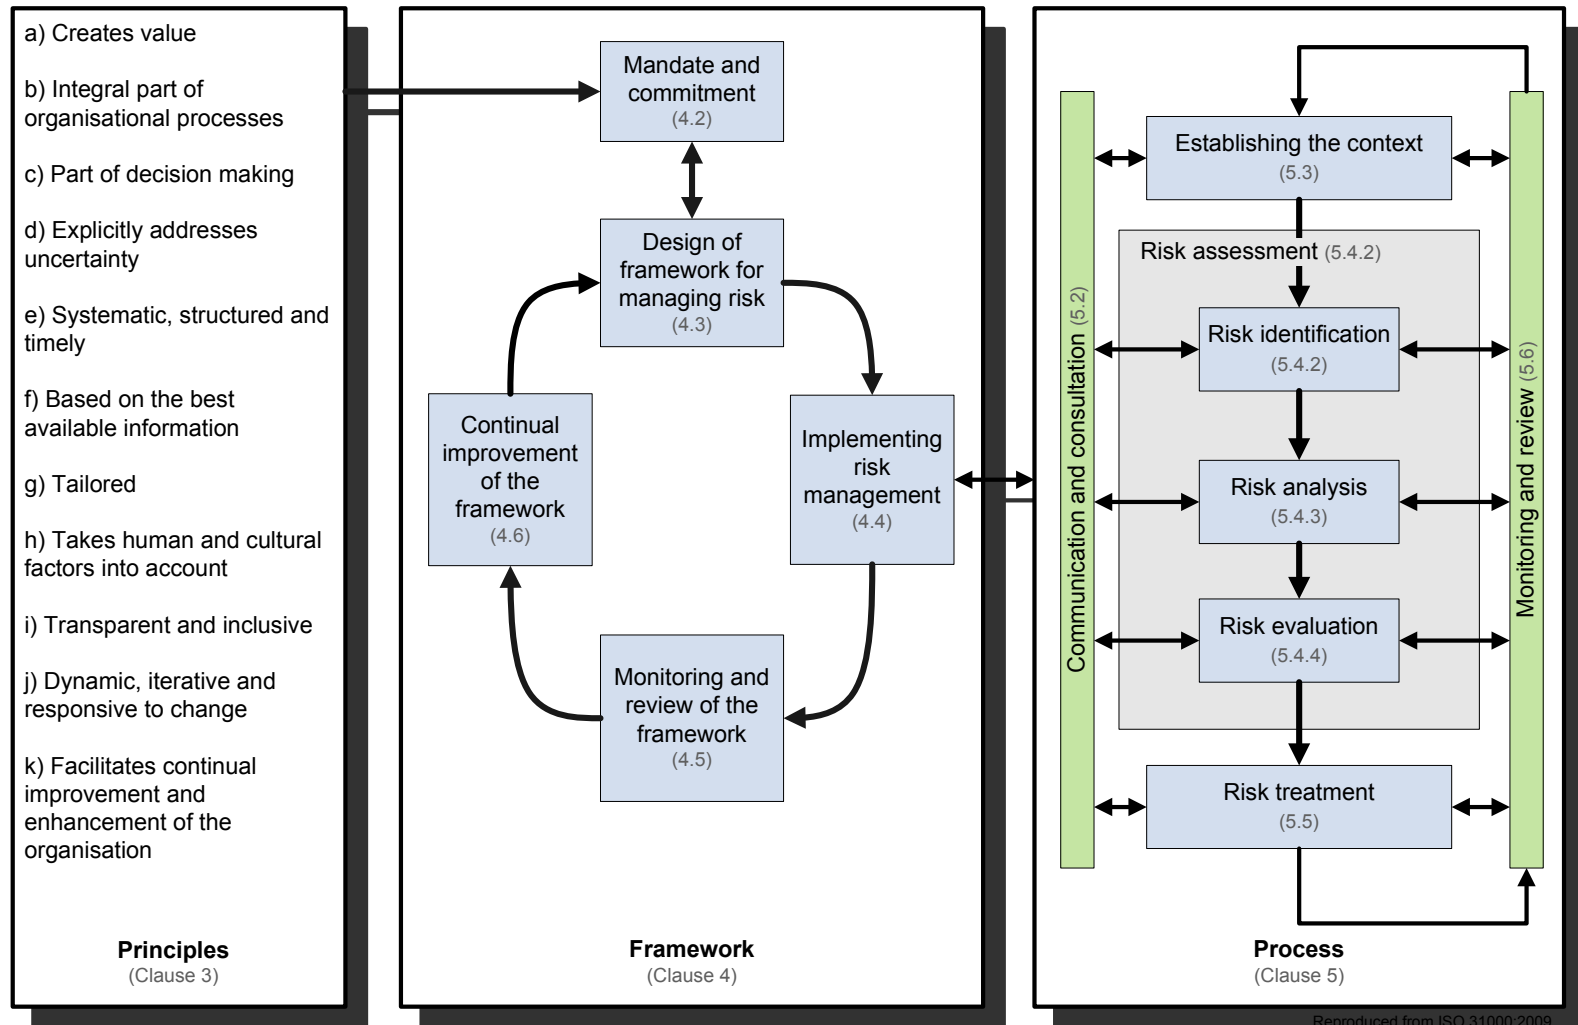 a) Creates value
b) Integral part of
organisational processes
c) Part of decision making
d) Explicitly addresses
uncertainty
e) Systematic, structured and
timely
f) Based on the best
available information
g) Tailored
h) Takes human and cultural
factors into account
i) Transparent and inclusive
j) Dynamic, iterative and
responsive to change
k) Facilitates continual
improvement and
enhancement of the
organisation
Principles
(Clause 3)
Mandate and
commitment
(4.2)
Design of
framework for
managing risk
(4.3)
Continual
improvement
of the
framework
(4.6)
Implementing
risk
management
(4.4)
Monitoring and
review of the
framework
(4.5)
Framework
(Clause 4)
Communication and consultation (5.2)
Establishing the context
(5.3)
Risk assessment (5.4.2)
Risk identification
(5.4.2)
Risk analysis
(5.4.3)
Risk evaluation
(5.4.4)
Risk treatment
(5.5)
Monitoring and review (5.6)
Process
(Clause 5)
Reproduced from ISO 31000:2009